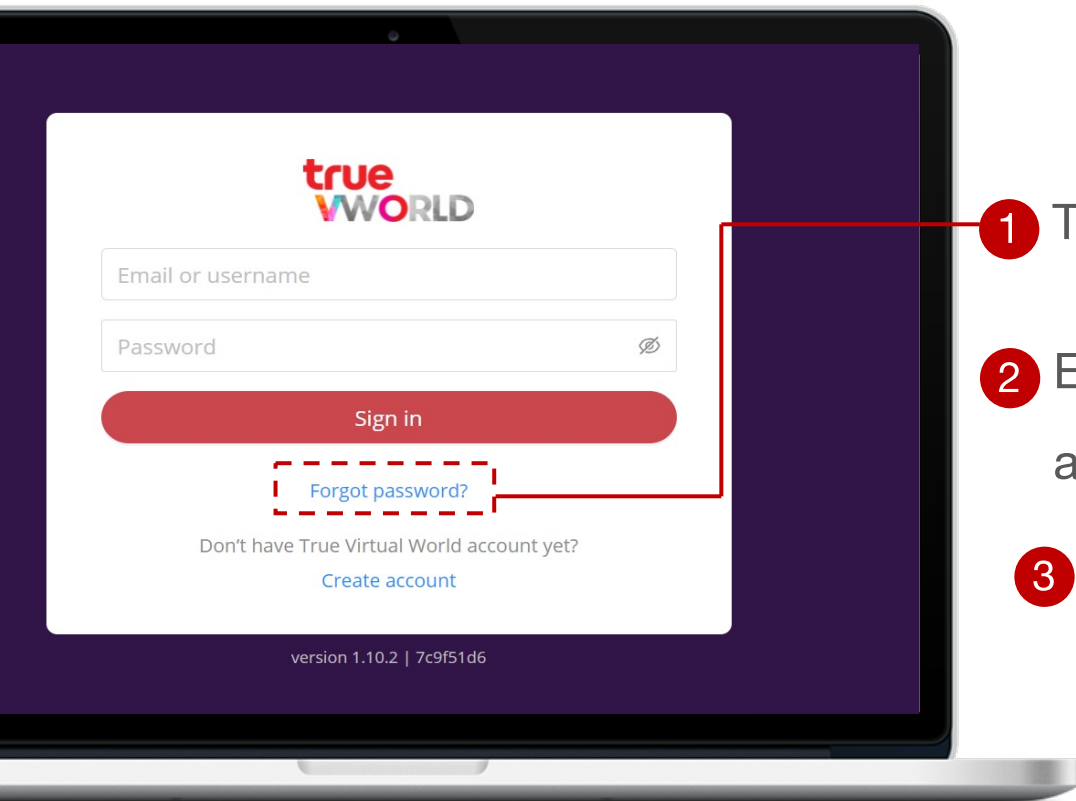 true
VWORLD
Email or username
Password
Sign in
Forgot password?
Don't have True Virtual World account yet?
Create account
version 1.10.2 | 7c9f51d6
1 T
2 E
a
3